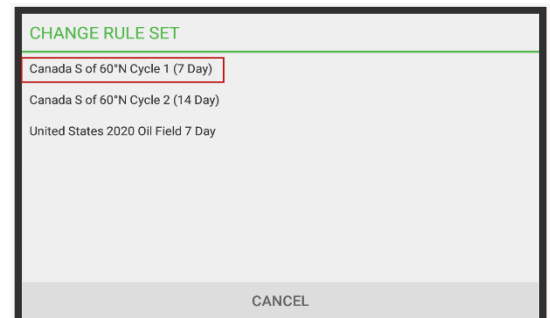 CHANGE RULE SET
Canada S of 60°N Cycle 1 (7 Day)
Canada S of 60°N Cycle 2 (14 Day)
United States 2020 Oil Field 7 Day
CANCEL